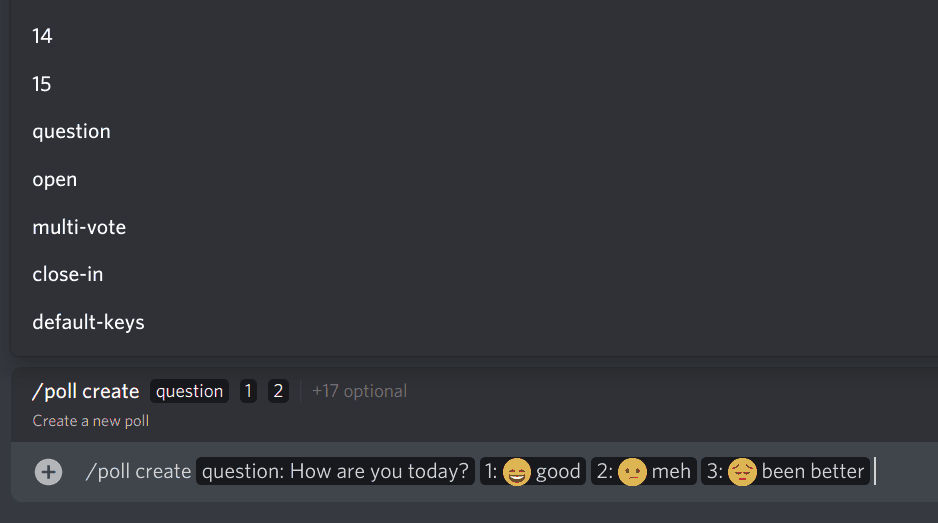 14
15
question
open
multi-vote
close-in
default-keys
/poll create question 1 2 +17 optional
Create a new poll
/poll create question: How are you today? 1: 😄 good 2: 😕 meh 3: 😔 been better